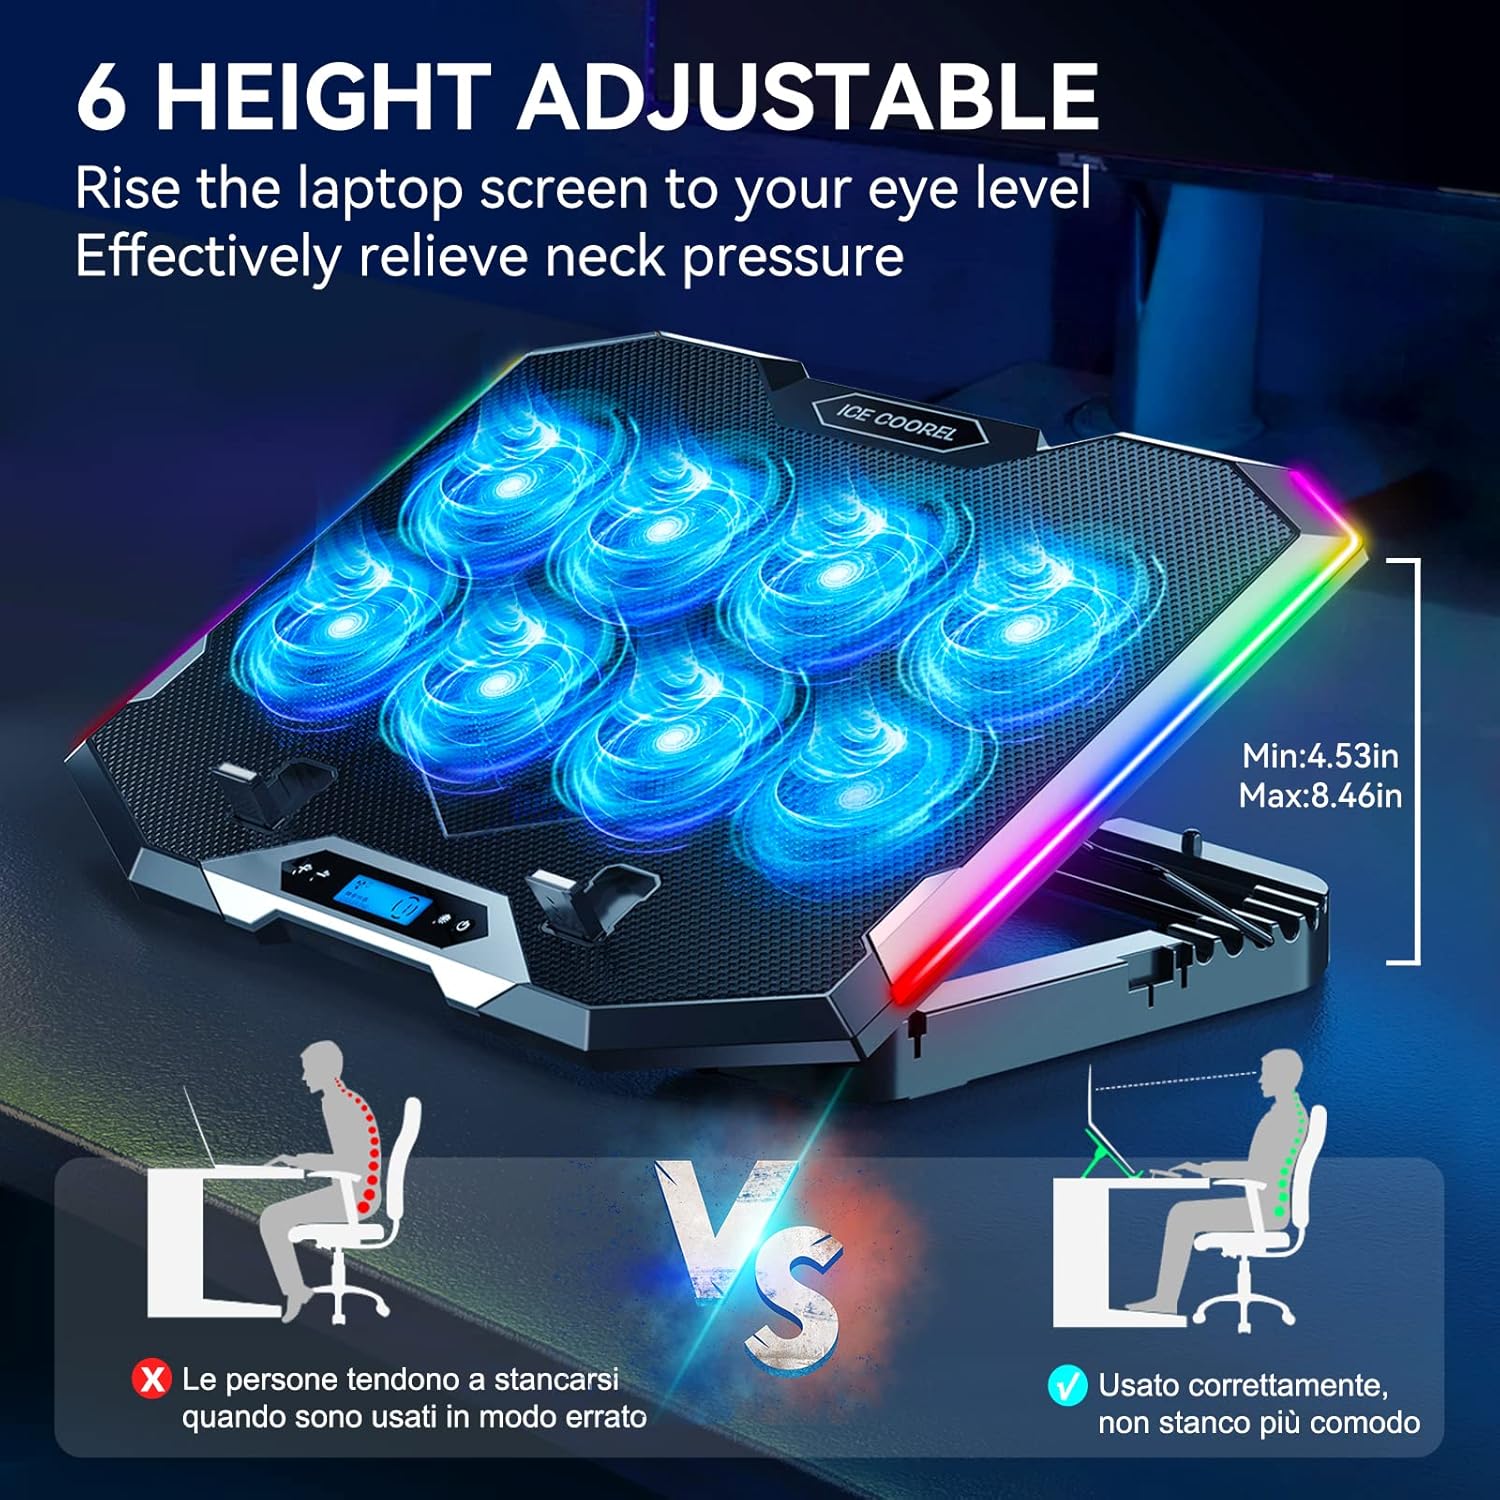 6 HEIGHT ADJUSTABLE
Rise the laptop screen to your eye level
Effectively relieve neck pressure
ICE COOREL
Min:4.53in
Max:8.46in
VS
Le persone tendono a stancarsi
quando sono usati in modo errato
Usato correttamente,
non stanco più comodo